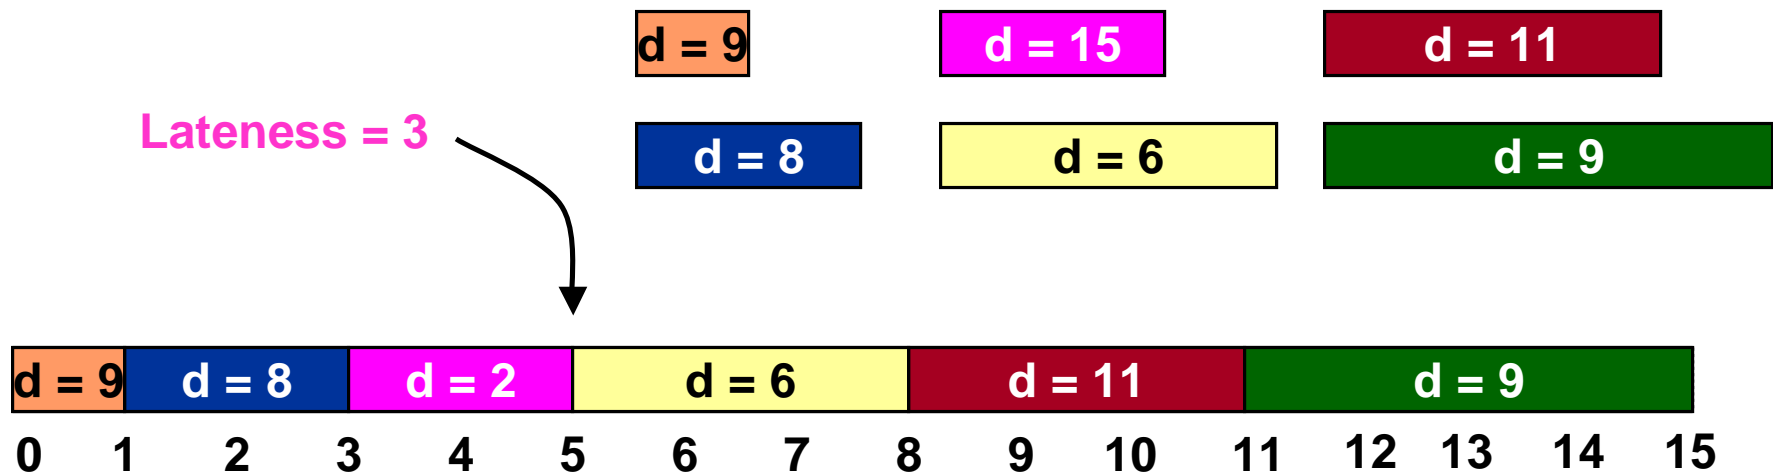 d = 9 d = 15 d = 11
Lateness = 3
d = 8 d = 6 d = 9
d = 9 d = 8 d = 2 d = 6 d = 11 d = 9
0 1 2 3 4 5 6 7 8 9 10 11 12 13 14 15